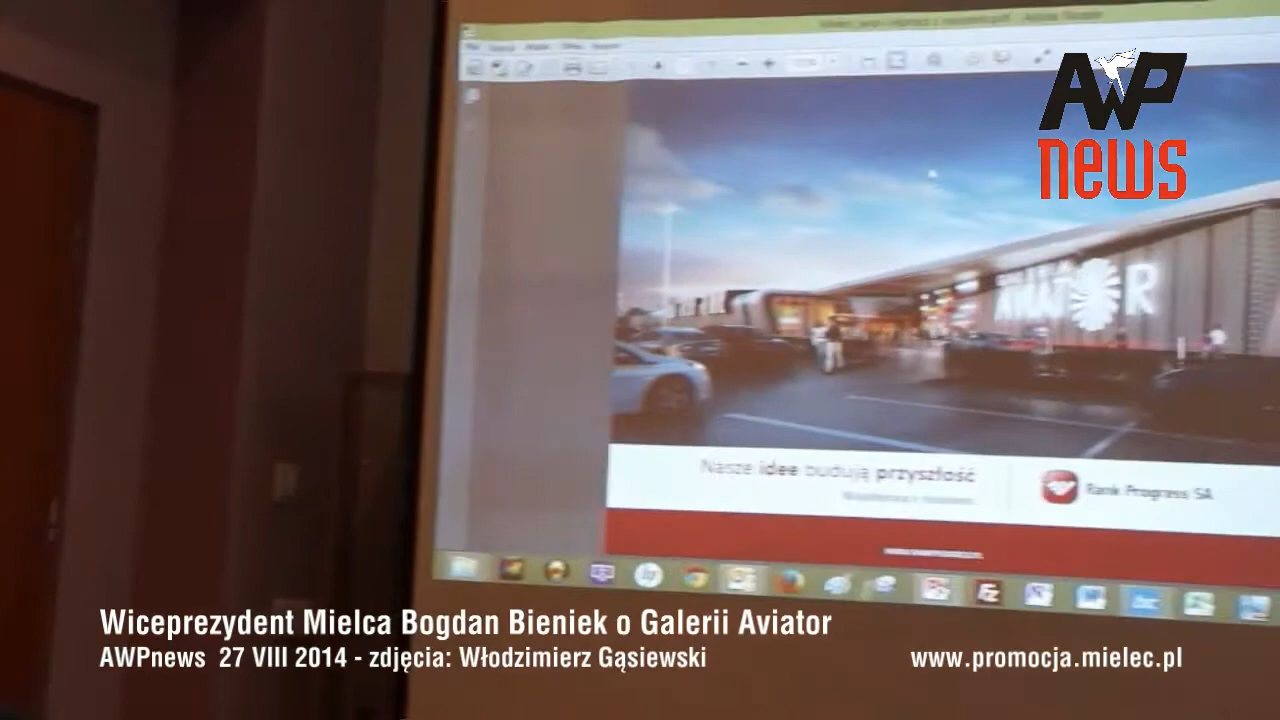 AWP
news
AVIATOR
Nasze idee budują przyszłość
Rank Progress SA
Wiceprezydent Mielca Bogdan Bieniek o Galerii Aviator
AWPnews 27 VIII 2014 - zdjęcia: Włodzimierz Gąsiewski
www.promocja.mielec.pl